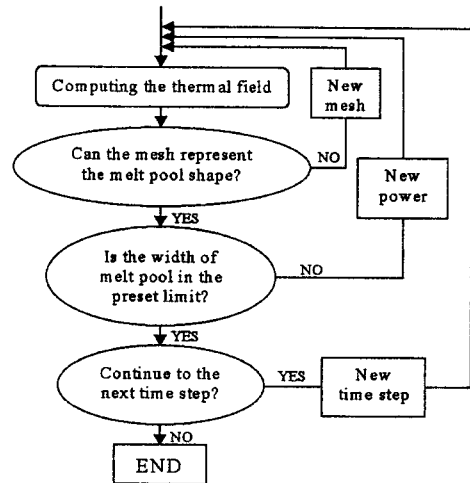 Computing the thermal field
New
mesh
Can the mesh represent
the melt pool shape?
NO
New
power
YES
Is the width of
melt pool in the
preset limit?
NO
YES
Continue to the
next time step?
YES
New
time step
NO
END